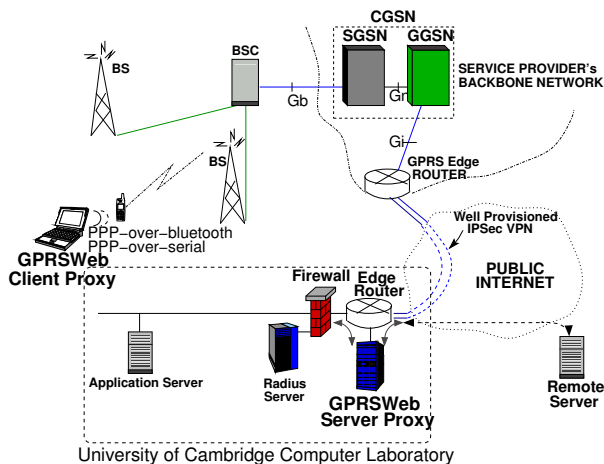 CGSN
SGSN
GGSN
BSC
BS
Gb
Gn
SERVICE PROVIDER's
BACKBONE NETWORK
Gi
BS
GPRS Edge
ROUTER
PPP-over-bluetooth
PPP-over-serial
GPRSWeb
Client Proxy
Well Provisioned
IPSec VPN
PUBLIC
INTERNET
Firewall
Edge
Router
Application Server
Radius
Server
GPRSWeb
Server Proxy
Remote
Server
University of Cambridge Computer Laboratory